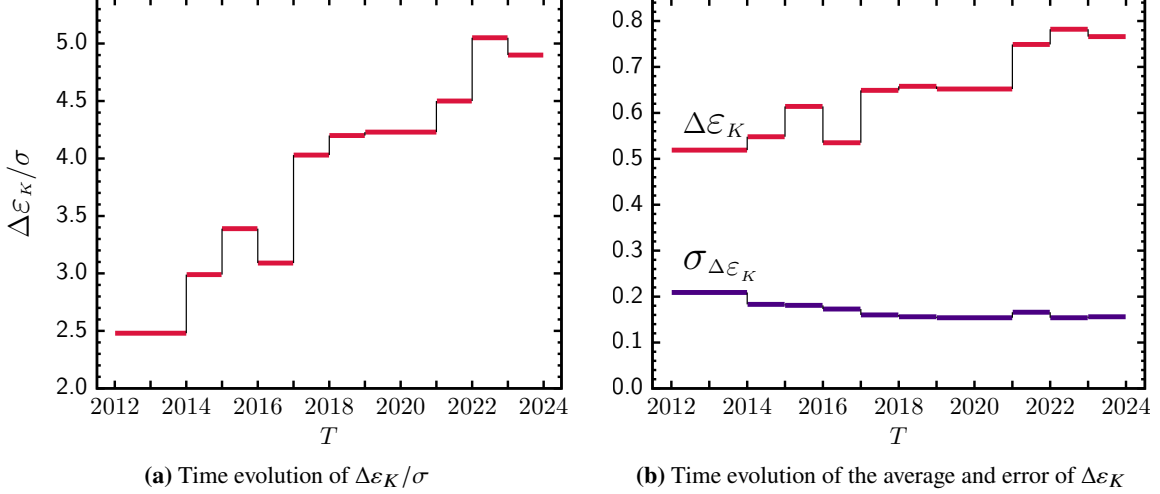 5.0
4.5
4.0
3.5
3.0
2.5
2.0
Δε_K/σ
2012 2014 2016 2018 2020 2022 2024
T
(a) Time evolution of Δε_K/σ
0.8
0.7
0.6
0.5
0.4
0.3
0.2
0.1
0.0
Δε_K
σ_Δε_K
2012 2014 2016 2018 2020 2022 2024
T
(b) Time evolution of the average and error of Δε_K